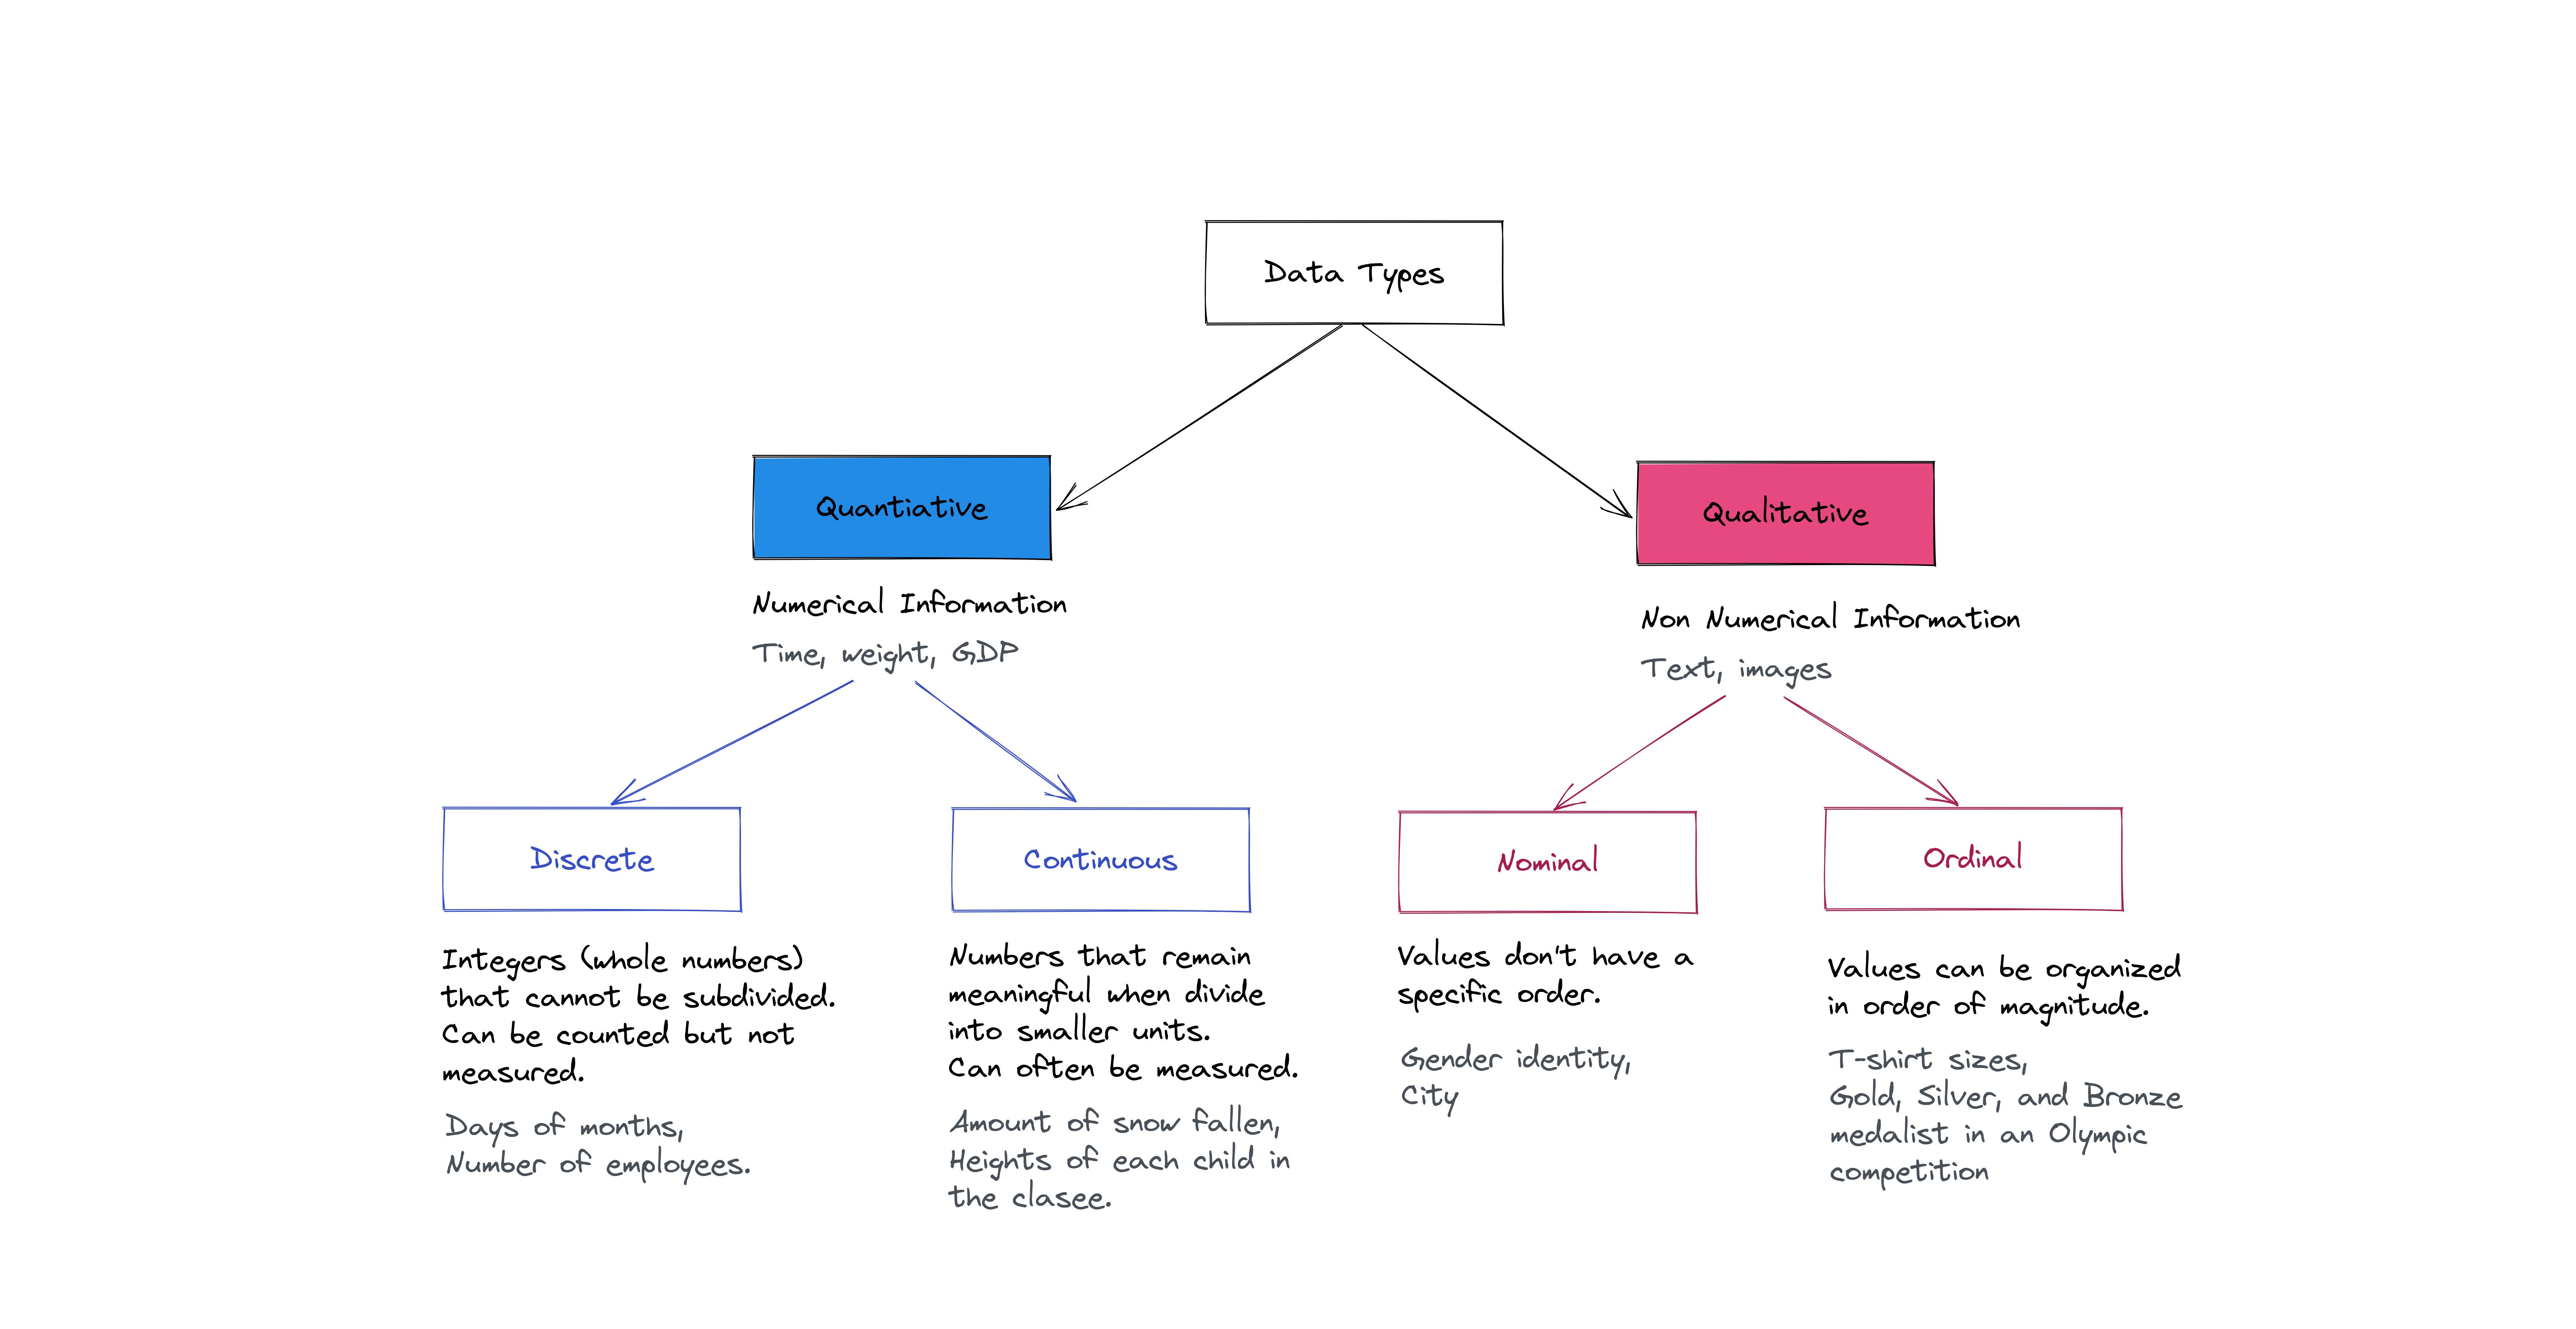 Data Types
Quantiative
Numerical Information
Time, weight, GDP
Qualitative
Non Numerical Information
Text, images
Discrete
Integers (whole numbers)
that cannot be subdivided.
Can be counted but not
measured.
Days of months,
Number of employees.
Continuous
Numbers that remain
meaningful when divide
into smaller units.
Can often be measured.
Amount of snow fallen,
Heights of each child in
the clasee.
Nominal
Values don't have a
specific order.
Gender identity,
City
Ordinal
Values can be organized
in order of magnitude.
T-shirt sizes,
Gold, Silver, and Bronze
medalist in an Olympic
competition